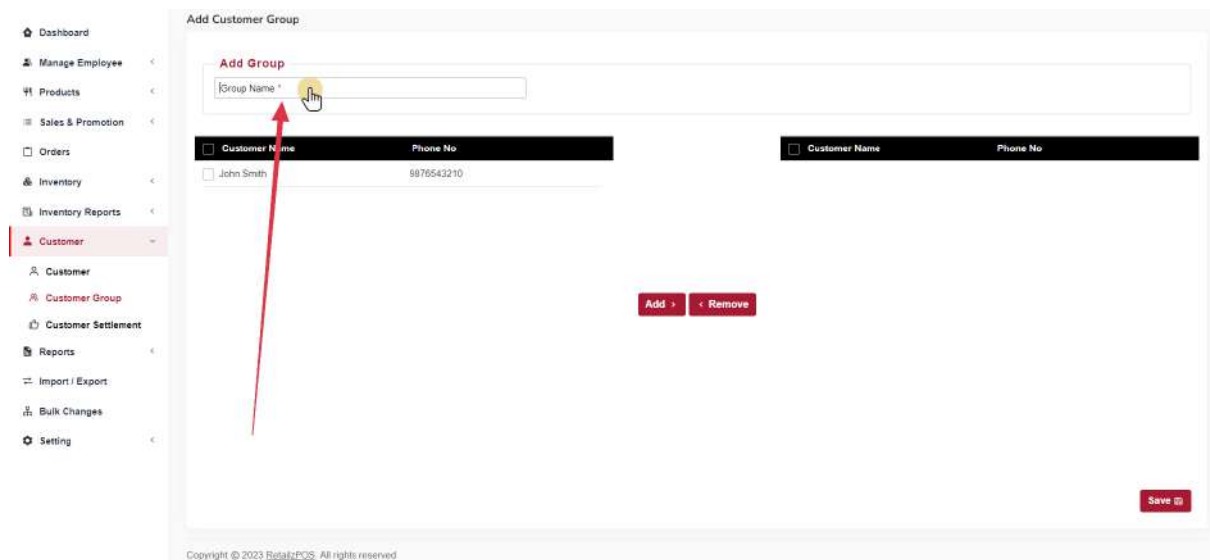 Add Customer Group
Dashboard
Manage Employee
Products
Sales & Promotion
Orders
Inventory
Inventory Reports
Customer
Customer
Customer Group
Customer Settlement
Reports
Import / Export
Bulk Changes
Setting
Add Group
Group Name *
Customer Name Phone No
John Smith 9876543210
Add › ‹ Remove
Customer Name Phone No
Save
Copyright © 2023 RetailzPOS. All rights reserved